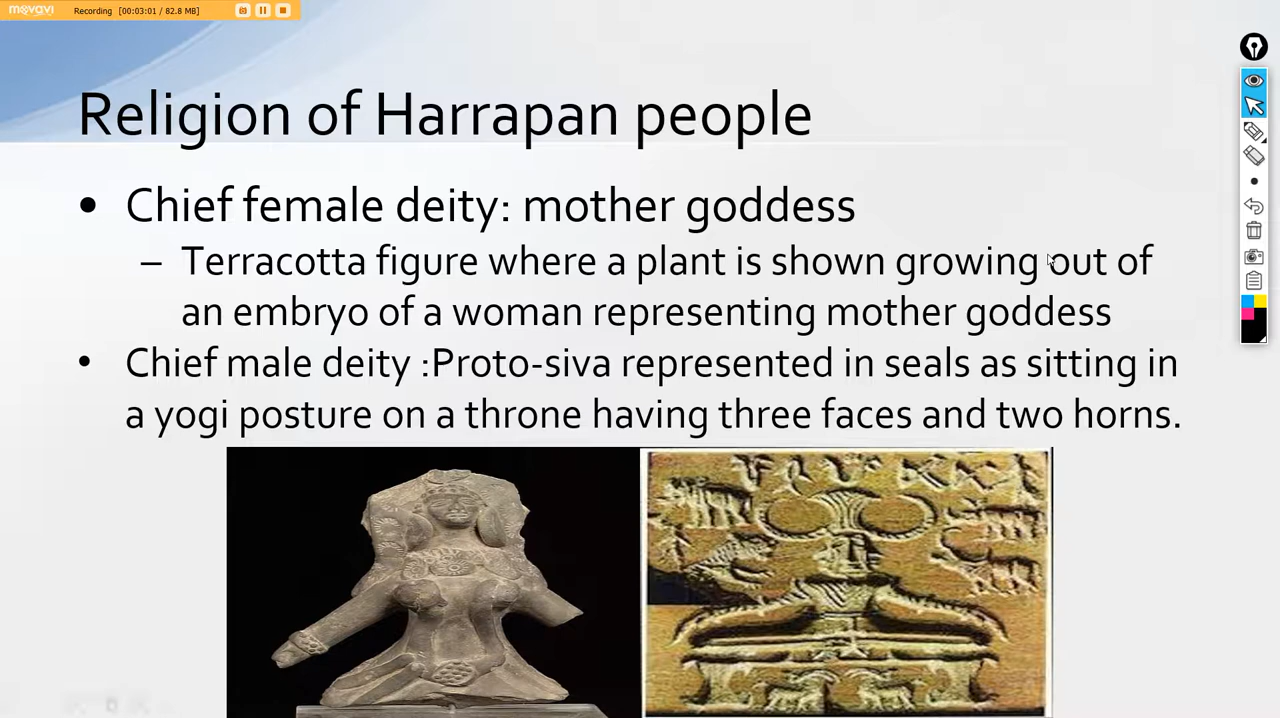 movavi Recording [00:03:01 / 82.8 MB]
Religion of Harrapan people
• Chief female deity: mother goddess
– Terracotta figure where a plant is shown growing out of
an embryo of a woman representing mother goddess
• Chief male deity :Proto-siva represented in seals as sitting in
a yogi posture on a throne having three faces and two horns.